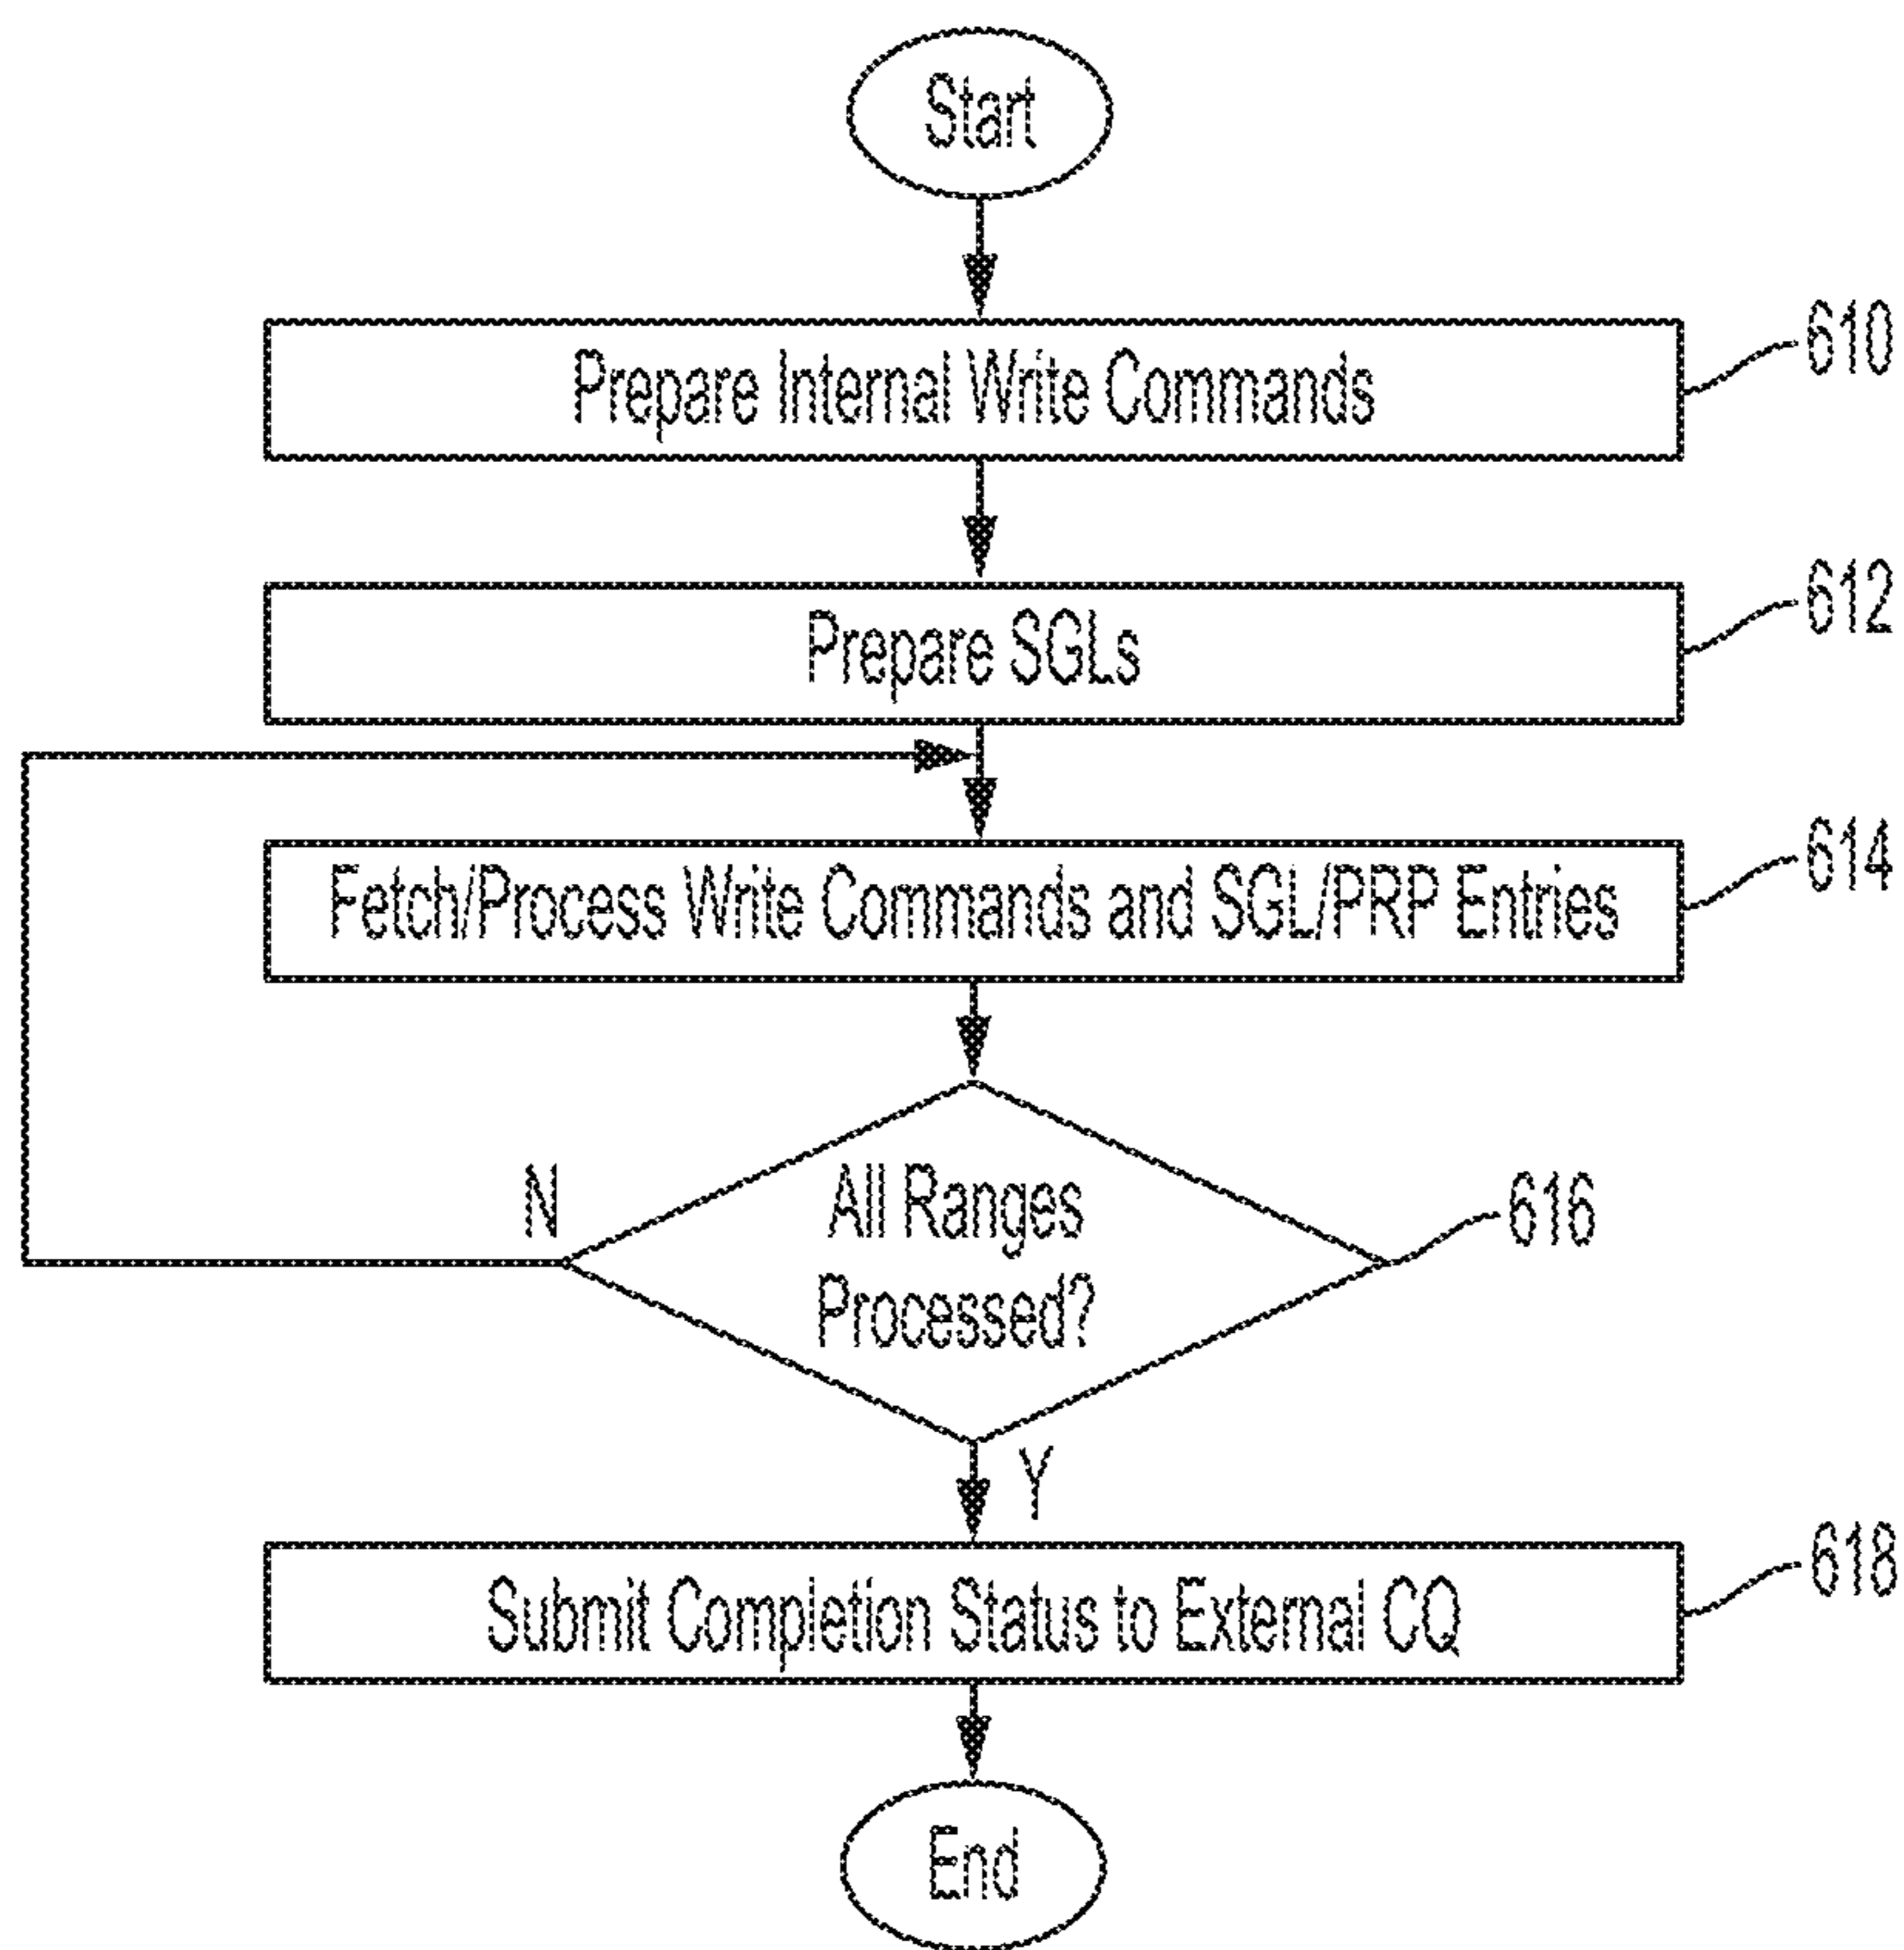 Start
Prepare Internal Write Commands
610
Prepare SGLs
612
Fetch/Process Write Commands and SGL/PRP Entries
614
N
All Ranges
Processed?
616
Y
Submit Completion Status to External CQ
618
End